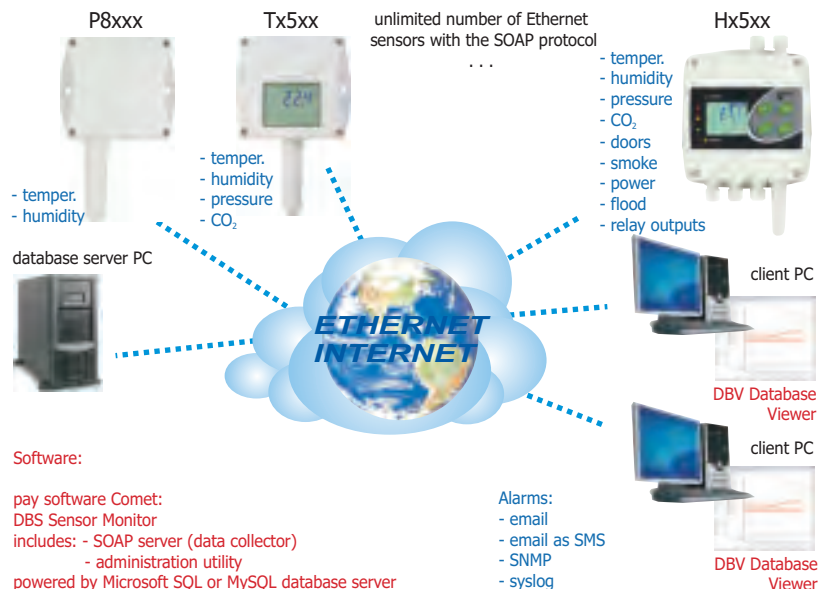 P8xxx
Tx5xx
unlimited number of Ethernet
sensors with the SOAP protocol
. . .
Hx5xx
- temper.
- humidity
- temper.
- humidity
- pressure
- CO₂
- temper.
- humidity
- pressure
- CO₂
- doors
- smoke
- power
- flood
- relay outputs
22.4
database server PC
ETHERNET
INTERNET
client PC
DBV Database
Viewer
client PC
DBV Database
Viewer
Software:
pay software Comet:
DBS Sensor Monitor
includes: - SOAP server (data collector)
- administration utility
powered by Microsoft SQL or MySQL database server
Alarms:
- email
- email as SMS
- SNMP
- syslog